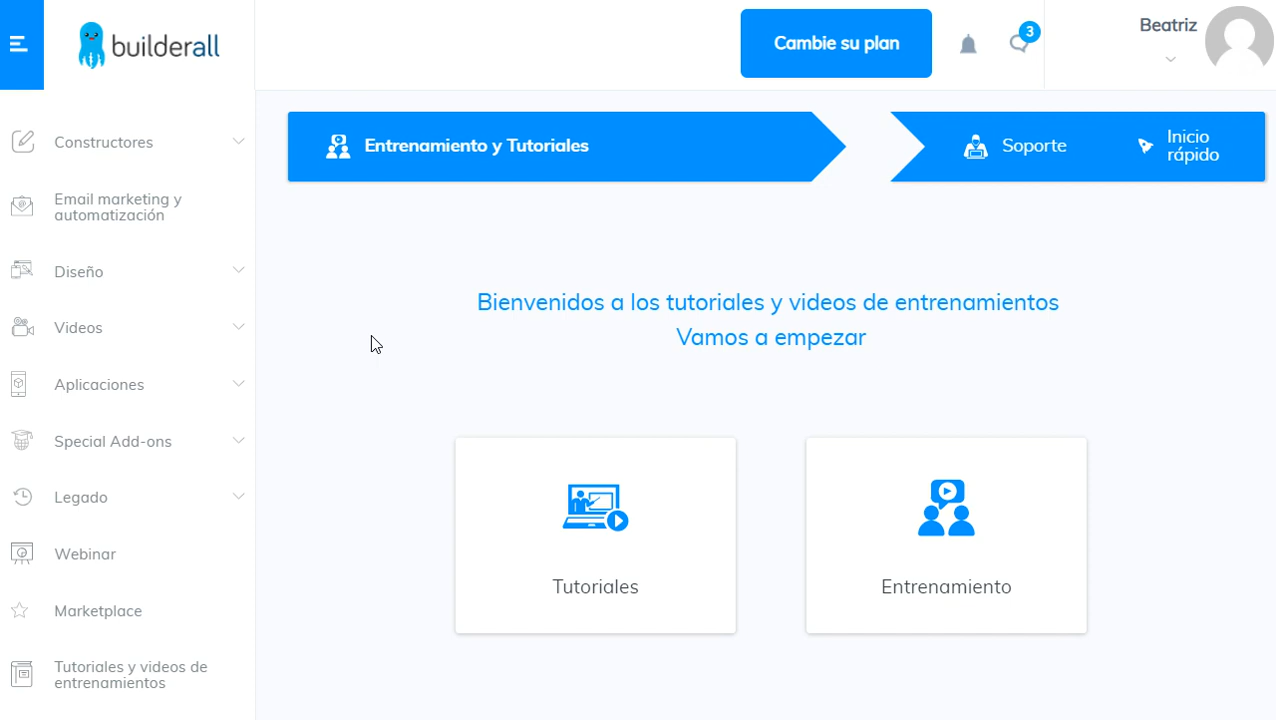 builderall
Cambie su plan
3
Beatriz
Constructores
Email marketing y
automatización
Diseño
Videos
Aplicaciones
Special Add-ons
Legado
Webinar
Marketplace
Tutoriales y videos de
entrenamientos
Entrenamiento y Tutoriales
Soporte
Inicio
rápido
Bienvenidos a los tutoriales y videos de entrenamientos
Vamos a empezar
Tutoriales
Entrenamiento